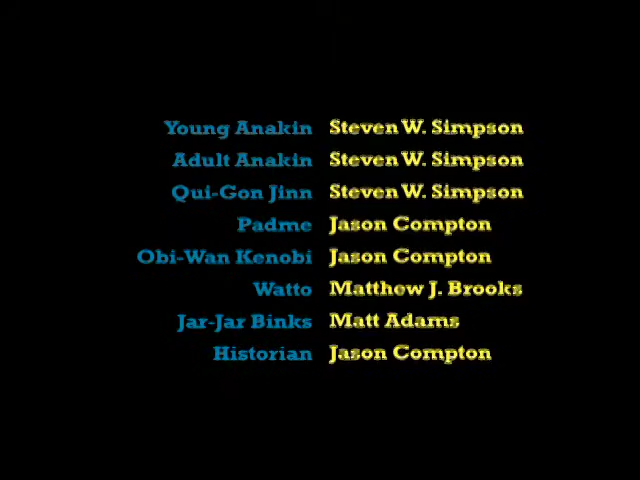 Young Anakin Steven W. Simpson
Adult Anakin Steven W. Simpson
Qui-Gon Jinn Steven W. Simpson
Padme Jason Compton
Obi-Wan Kenobi Jason Compton
Watto Matthew J. Brooks
Jar-Jar Binks Matt Adams
Historian Jason Compton